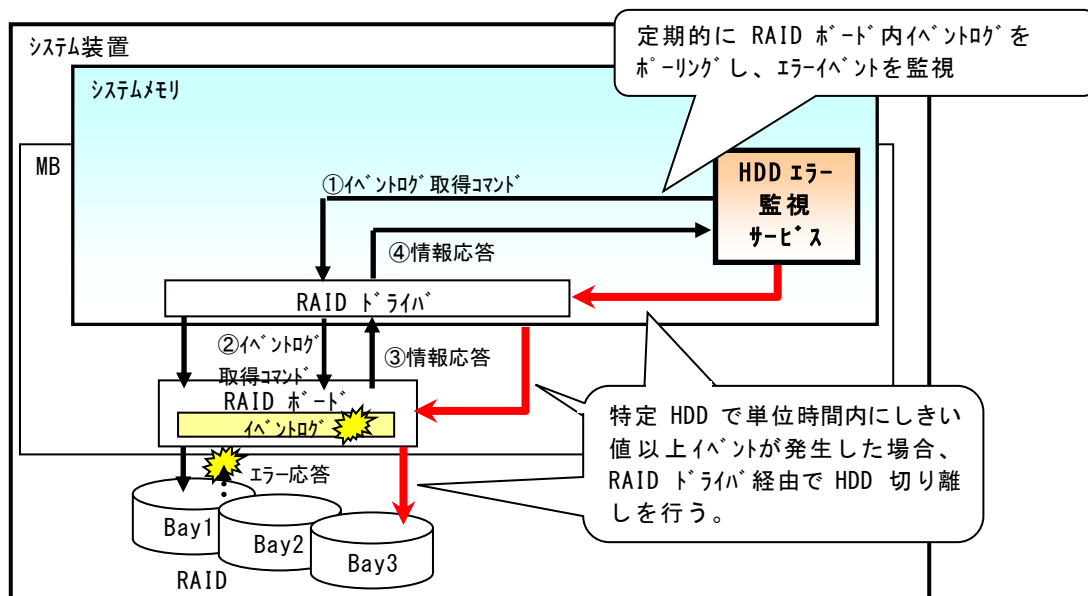 システム装置
定期的に RAID ﾎﾞｰﾄﾞ内ｲﾍﾞﾝﾄﾛｸﾞを
ﾎﾟｰﾘﾝｸﾞし、ｴﾗｰｲﾍﾞﾝﾄを監視
システムメモリ
MB
HDD ｴﾗｰ
監視
ｻｰﾋﾞｽ
①ｲﾍﾞﾝﾄﾛｸﾞ取得ｺﾏﾝﾄﾞ
④情報応答
RAID ﾄﾞﾗｲﾊﾞ
②ｲﾍﾞﾝﾄﾛｸﾞ
取得ｺﾏﾝﾄﾞ
③情報応答
RAID ﾎﾞｰﾄﾞ
ｲﾍﾞﾝﾄﾛｸﾞ
特定 HDD で単位時間内にしきい
値以上ｲﾍﾞﾝﾄが発生した場合、
RAID ﾄﾞﾗｲﾊﾞ経由で HDD 切り離
しを行う。
ｴﾗｰ応答
Bay1
Bay2
Bay3
RAID